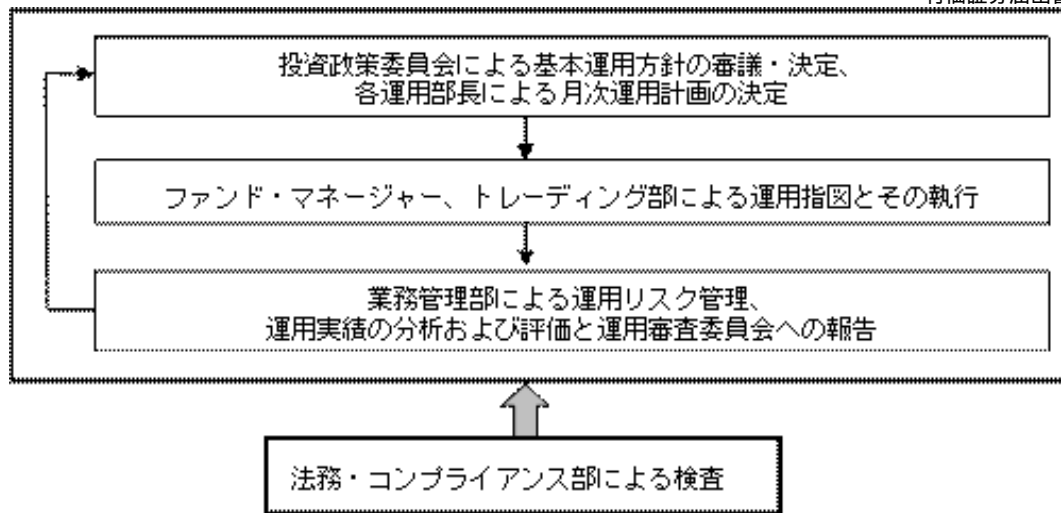 投資政策委員会による基本運用方針の審議・決定、
各運用部長による月次運用計画の決定
ファンド・マネージャー、トレーディング部による運用指図とその執行
業務管理部による運用リスク管理、
運用実績の分析および評価と運用審査委員会への報告
法務・コンプライアンス部による検査